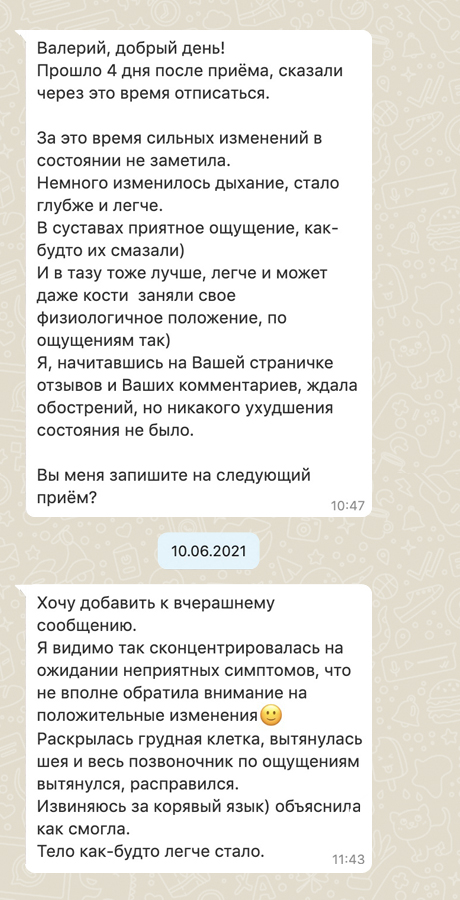 Валерий, добрый день!
Прошло 4 дня после приёма, сказали
через это время отписаться.
За это время сильных изменений в
состоянии не заметила.
Немного изменилось дыхание, стало
глубже и легче.
В суставах приятное ощущение, как-
будто их смазали)
И в тазу тоже лучше, легче и может
даже кости заняли свое
физиологичное положение, по
ощущениям так)
Я, начитавшись на Вашей страничке
отзывов и Ваших комментариев, ждала
обострений, но никакого ухудшения
состояния не было.
Вы меня запишите на следующий
приём?
10:47
10.06.2021
Хочу добавить к вчерашнему
сообщению.
Я видимо так сконцентрировалась на
ожидании неприятных симптомов, что
не вполне обратила внимание на
положительные изменения🙂
Раскрылась грудная клетка, вытянулась
шея и весь позвоночник по ощущениям
вытянулся, расправился.
Извиняюсь за корявый язык) объяснила
как смогла.
Тело как-будто легче стало.
11:43